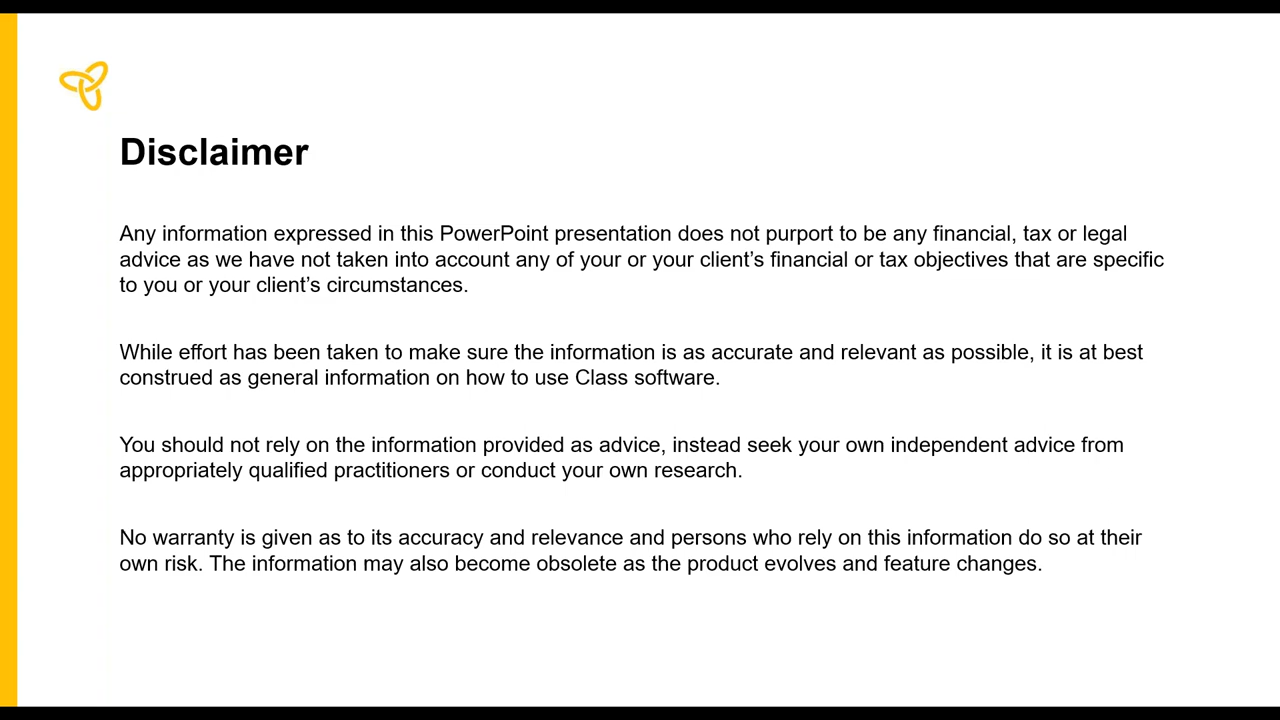 Disclaimer
Any information expressed in this PowerPoint presentation does not purport to be any financial, tax or legal
advice as we have not taken into account any of your or your client’s financial or tax objectives that are specific
to you or your client’s circumstances.
While effort has been taken to make sure the information is as accurate and relevant as possible, it is at best
construed as general information on how to use Class software.
You should not rely on the information provided as advice, instead seek your own independent advice from
appropriately qualified practitioners or conduct your own research.
No warranty is given as to its accuracy and relevance and persons who rely on this information do so at their
own risk. The information may also become obsolete as the product evolves and feature changes.